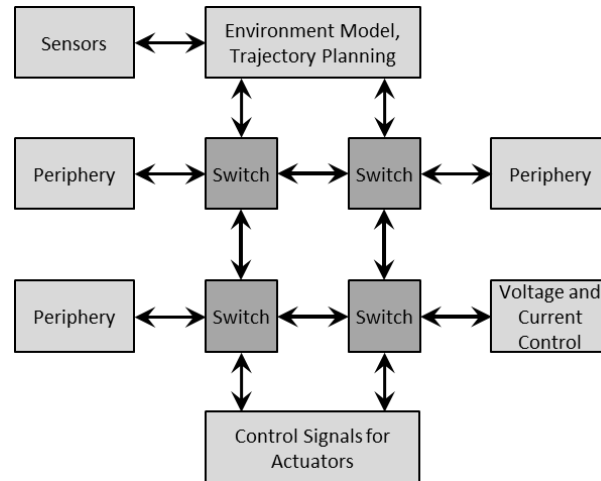 Sensors
Environment Model,
Trajectory Planning
Periphery
Switch
Switch
Periphery
Periphery
Switch
Switch
Voltage and
Current
Control
Control Signals for
Actuators